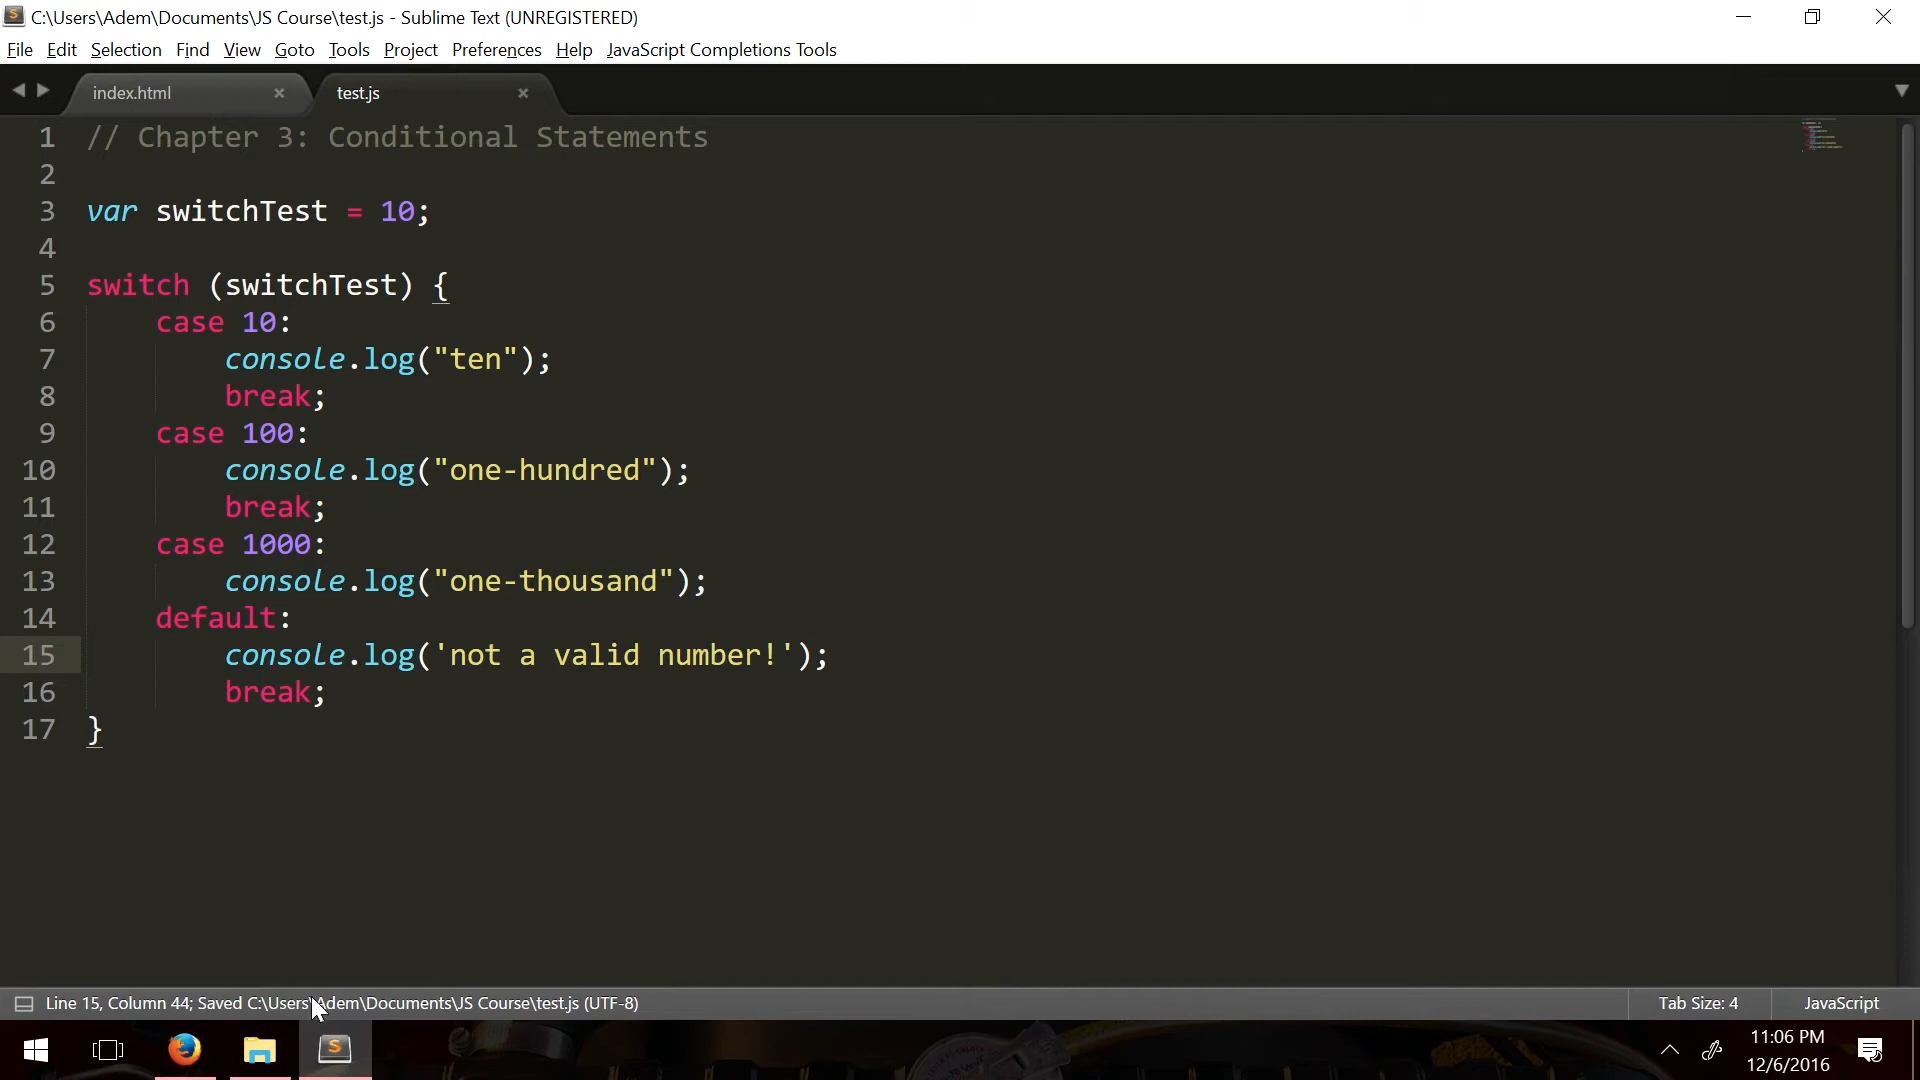 C:\Users\Adem\Documents\JS Course\test.js - Sublime Text (UNREGISTERED)
File Edit Selection Find View Goto Tools Project Preferences Help JavaScript Completions Tools
index.html × test.js ×
1 // Chapter 3: Conditional Statements
2
3 var switchTest = 10;
4
5 switch (switchTest) {
6 case 10:
7 console.log("ten");
8 break;
9 case 100:
10 console.log("one-hundred");
11 break;
12 case 1000:
13 console.log("one-thousand");
14 default:
15 console.log('not a valid number!');
16 break;
17 }
Line 15, Column 44; Saved C:\Users\Adem\Documents\JS Course\test.js (UTF-8) Tab Size: 4 JavaScript
11:06 PM
12/6/2016